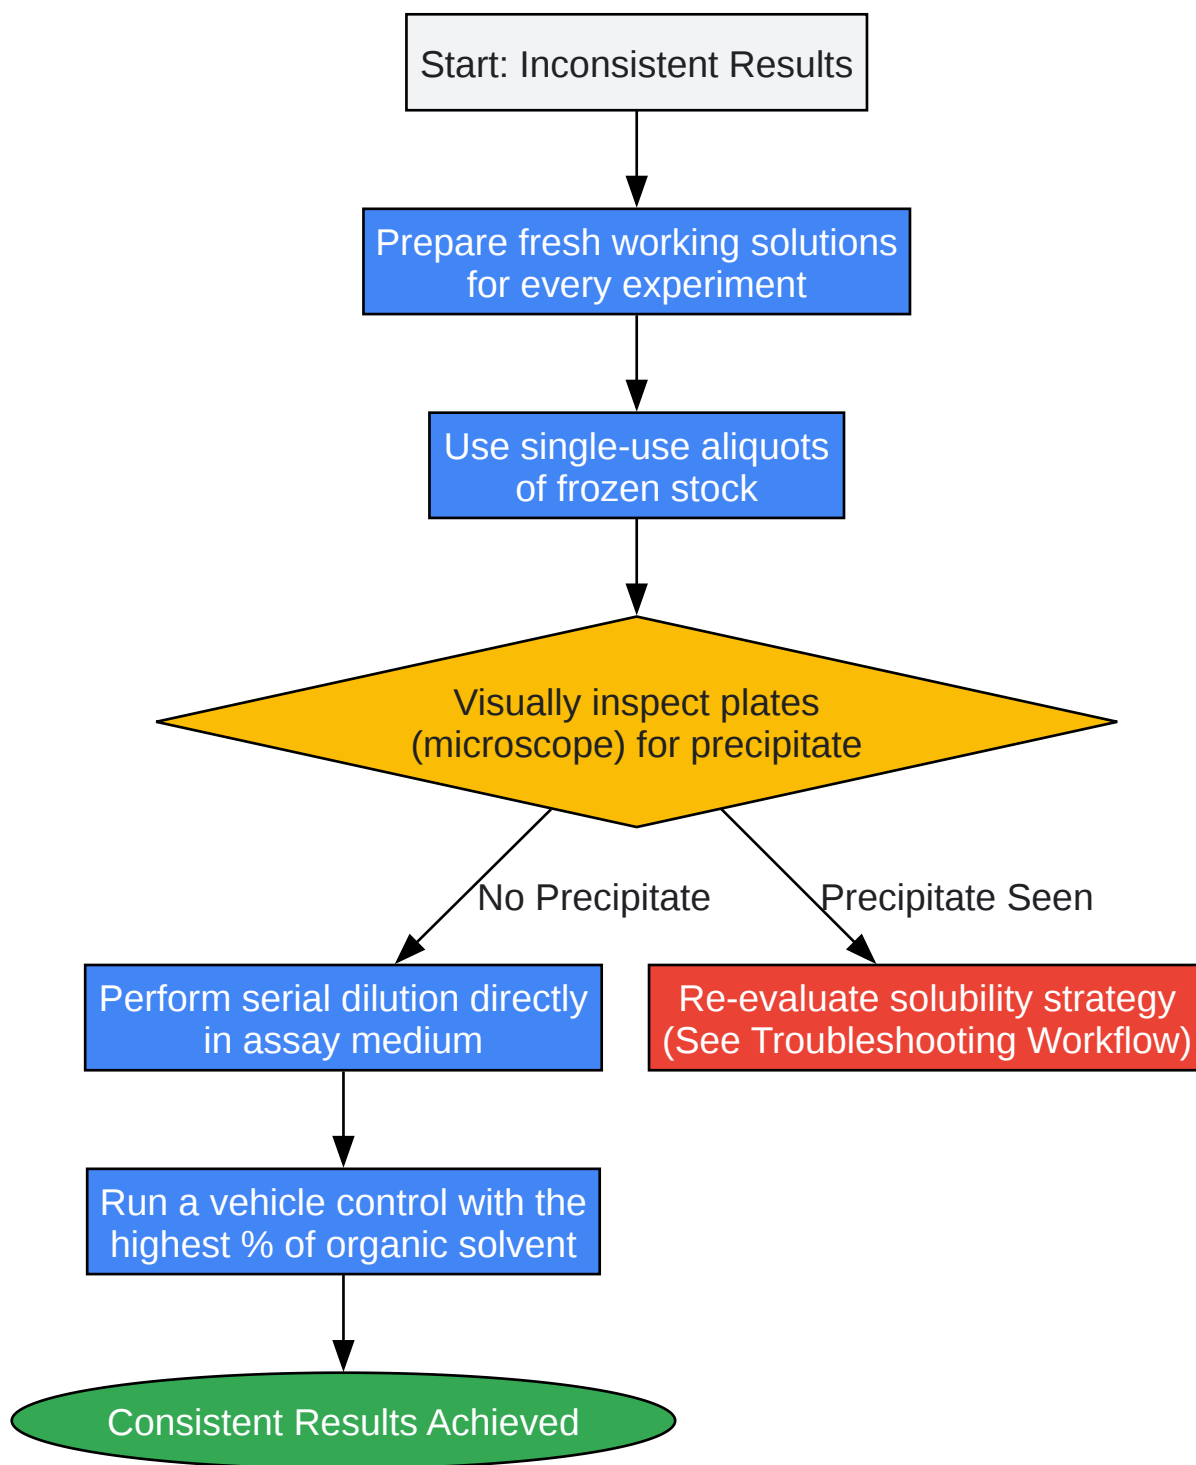 Start: Inconsistent Results
Prepare fresh working solutions
for every experiment
Use single-use aliquots
of frozen stock
Visually inspect plates
(microscope) for precipitate
No Precipitate
Precipitate Seen
Perform serial dilution directly
in assay medium
Re-evaluate solubility strategy
(See Troubleshooting Workflow)
Run a vehicle control with the
highest % of organic solvent
Consistent Results Achieved